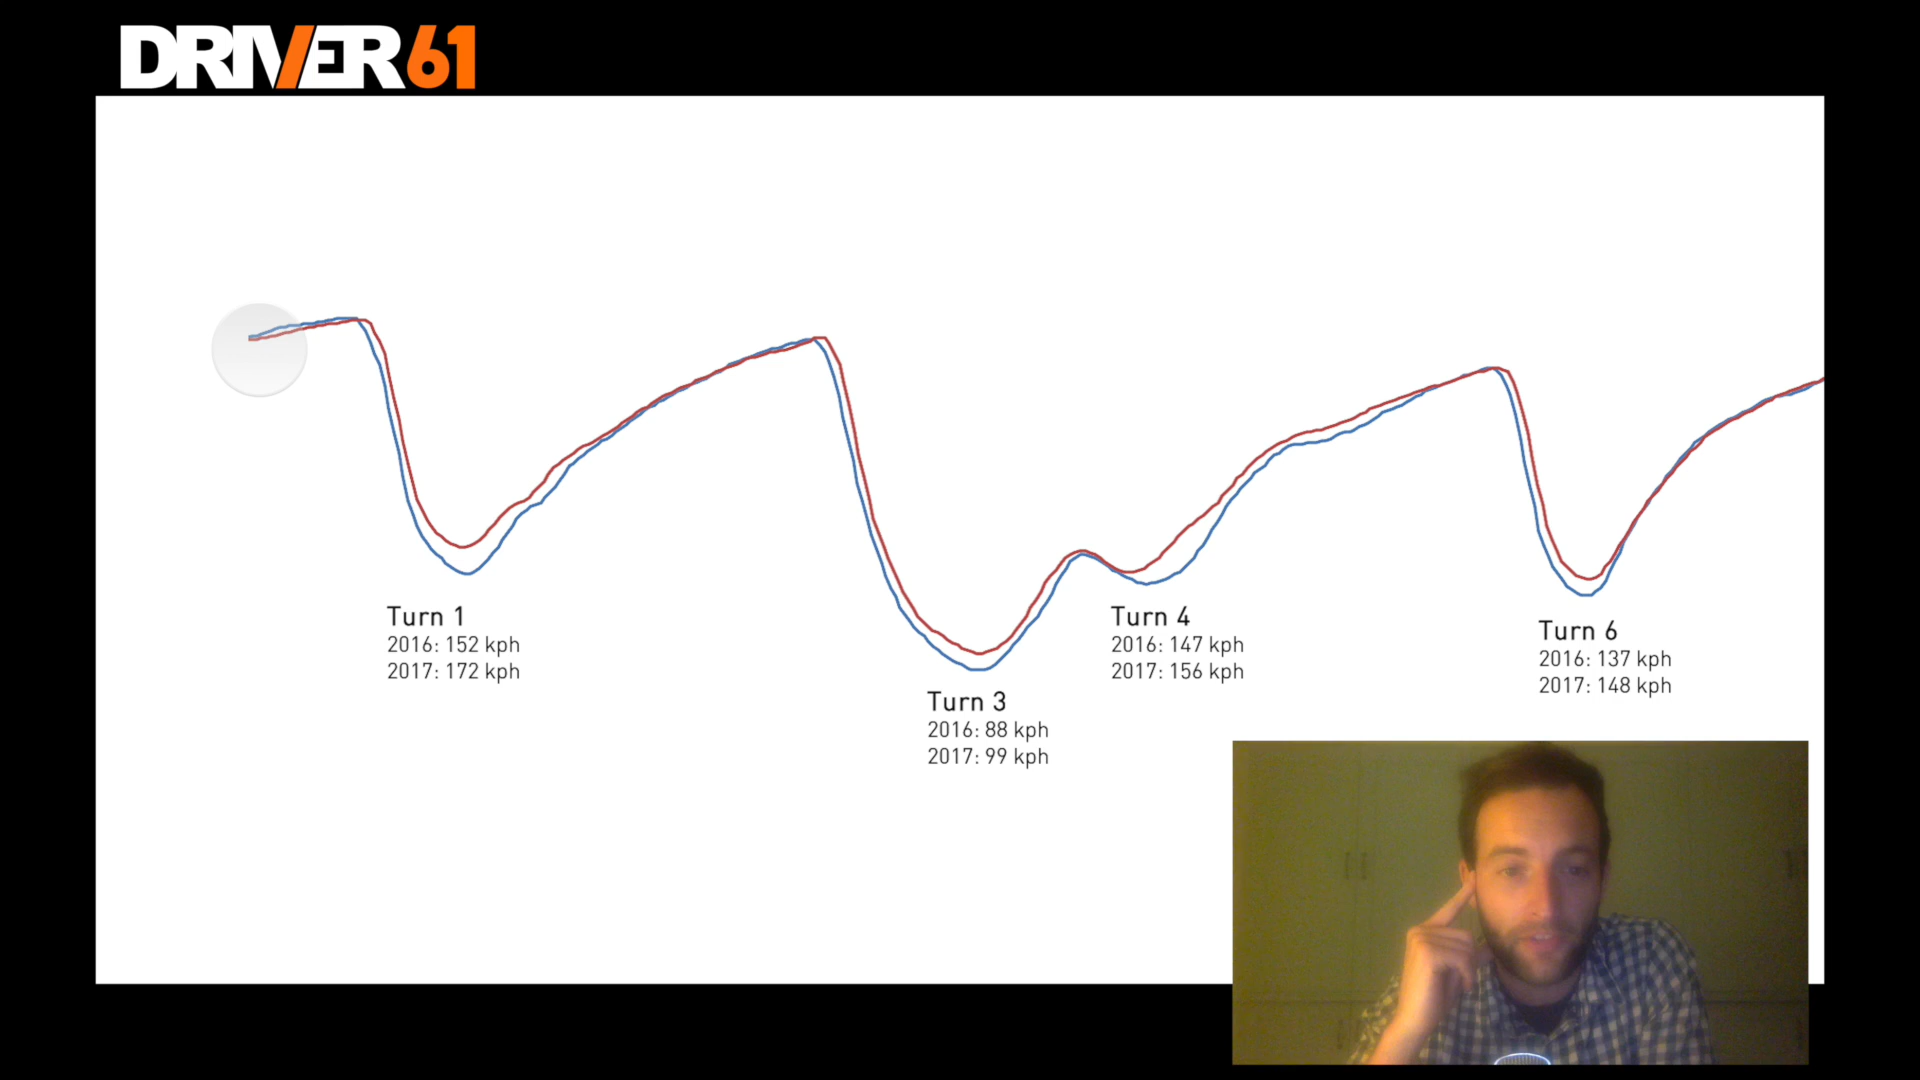 DRIVER61
Turn 1
2016: 152 kph
2017: 172 kph
Turn 3
2016: 88 kph
2017: 99 kph
Turn 4
2016: 147 kph
2017: 156 kph
Turn 6
2016: 137 kph
2017: 148 kph